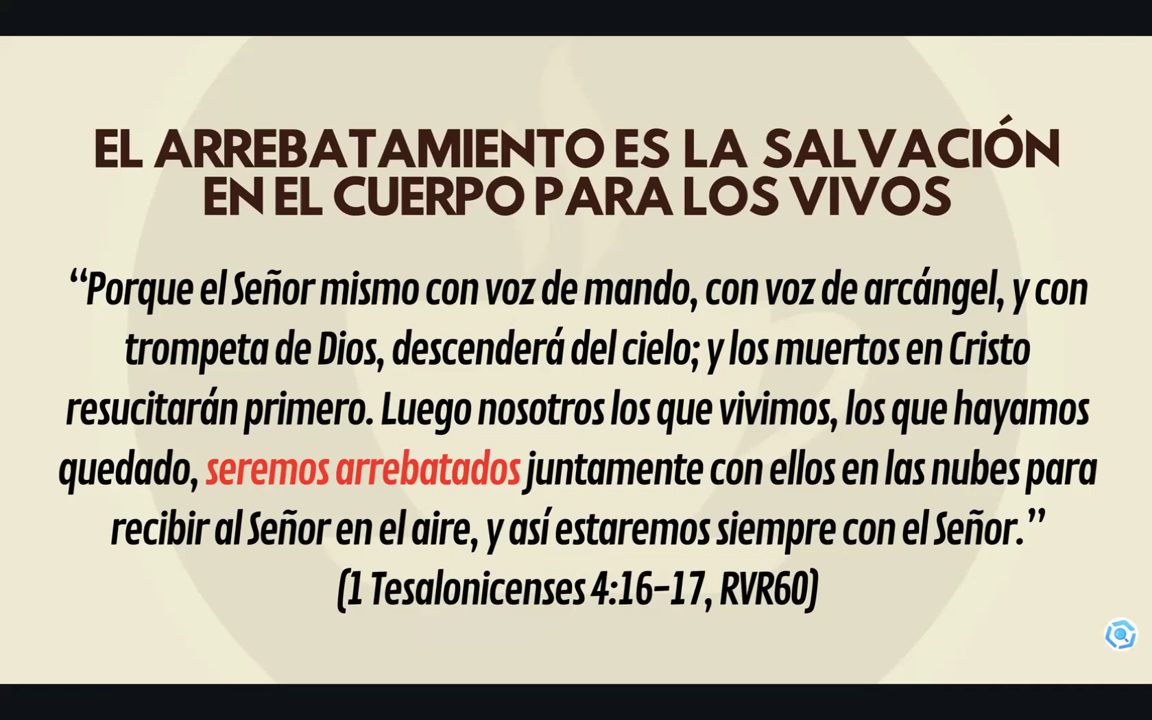 EL ARREBATAMIENTO ES LA SALVACIÓN
EN EL CUERPO PARA LOS VIVOS
“Porque el Señor mismo con voz de mando, con voz de arcángel, y con
trompeta de Dios, descenderá del cielo; y los muertos en Cristo
resucitarán primero. Luego nosotros los que vivimos, los que hayamos
quedado, seremos arrebatados juntamente con ellos en las nubes para
recibir al Señor en el aire, y así estaremos siempre con el Señor.”
(1 Tesalonicenses 4:16–17, RVR60)